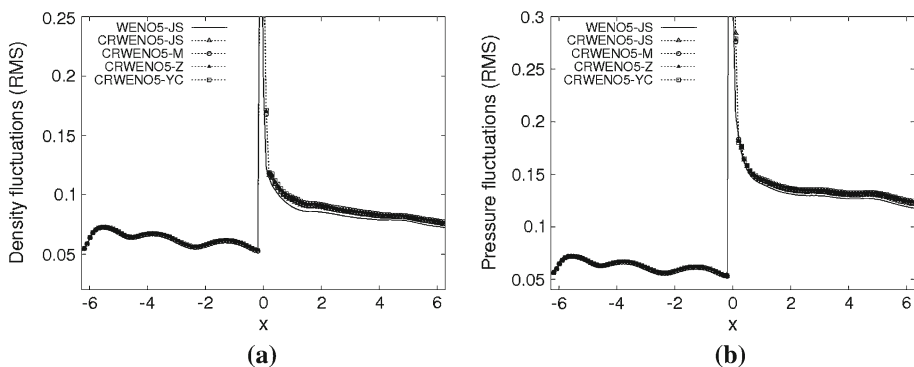 Density fluctuations (RMS)
0.25
0.2
0.15
0.1
0.05
WENO5-JS
CRWENO5-JS
CRWENO5-M
CRWENO5-Z
CRWENO5-YC
-6 -4 -2 0 2 4 6
x
(a)
Pressure fluctuations (RMS)
0.3
0.25
0.2
0.15
0.1
0.05
WENO5-JS
CRWENO5-JS
CRWENO5-M
CRWENO5-Z
CRWENO5-YC
-6 -4 -2 0 2 4 6
x
(b)